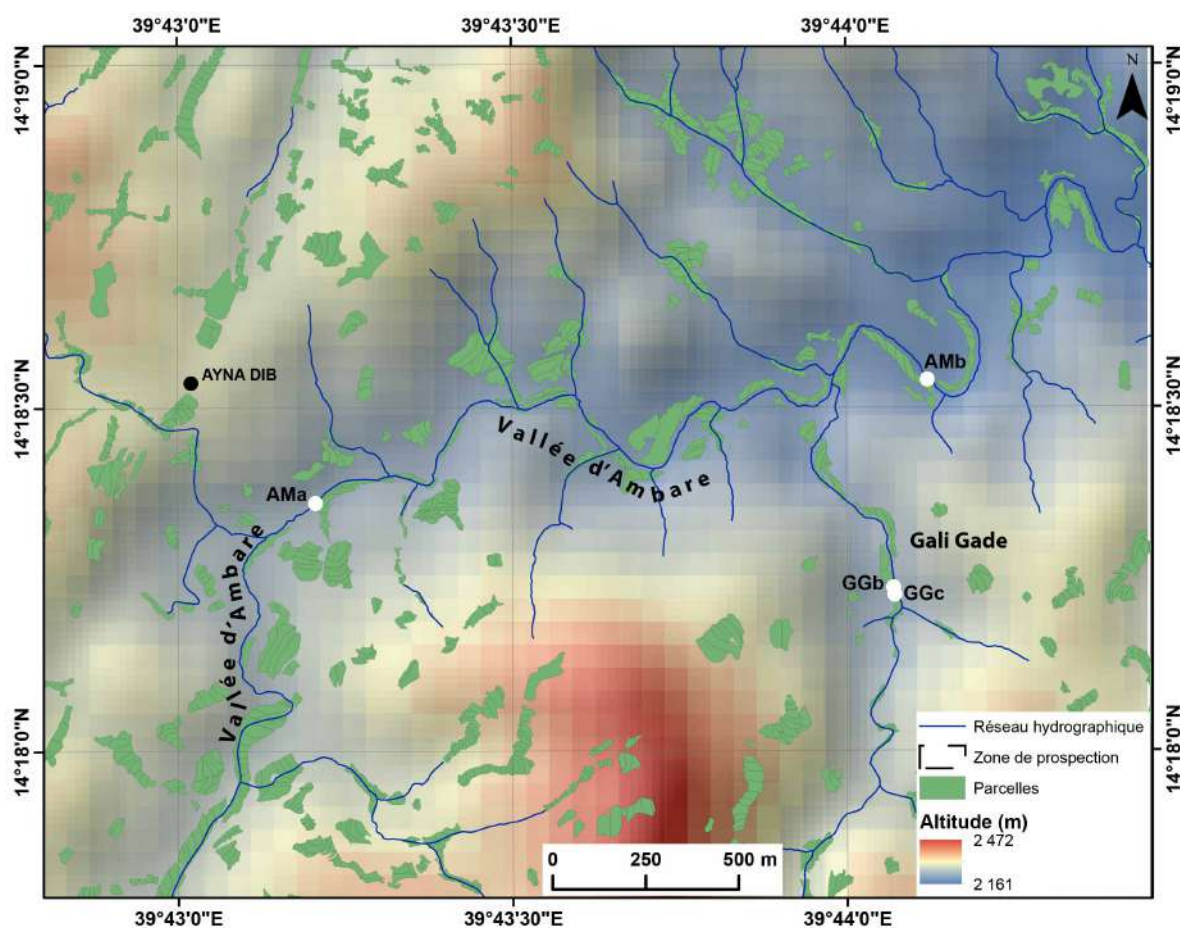 39°43'0"E
39°43'30"E
39°44'0"E
14°19'0"N
14°19'0"N
N
AYNA DIB
AMb
14°18'30"N
14°18'30"N
Vallée d'Ambare
AMa
Gali Gade
GGb
GGc
Vallée d'Ambare
14°18'0"N
14°18'0"N
Réseau hydrographique
Zone de prospection
Parcelles
Altitude (m)
2 472
2 161
0 250 500 m
39°43'0"E
39°43'30"E
39°44'0"E